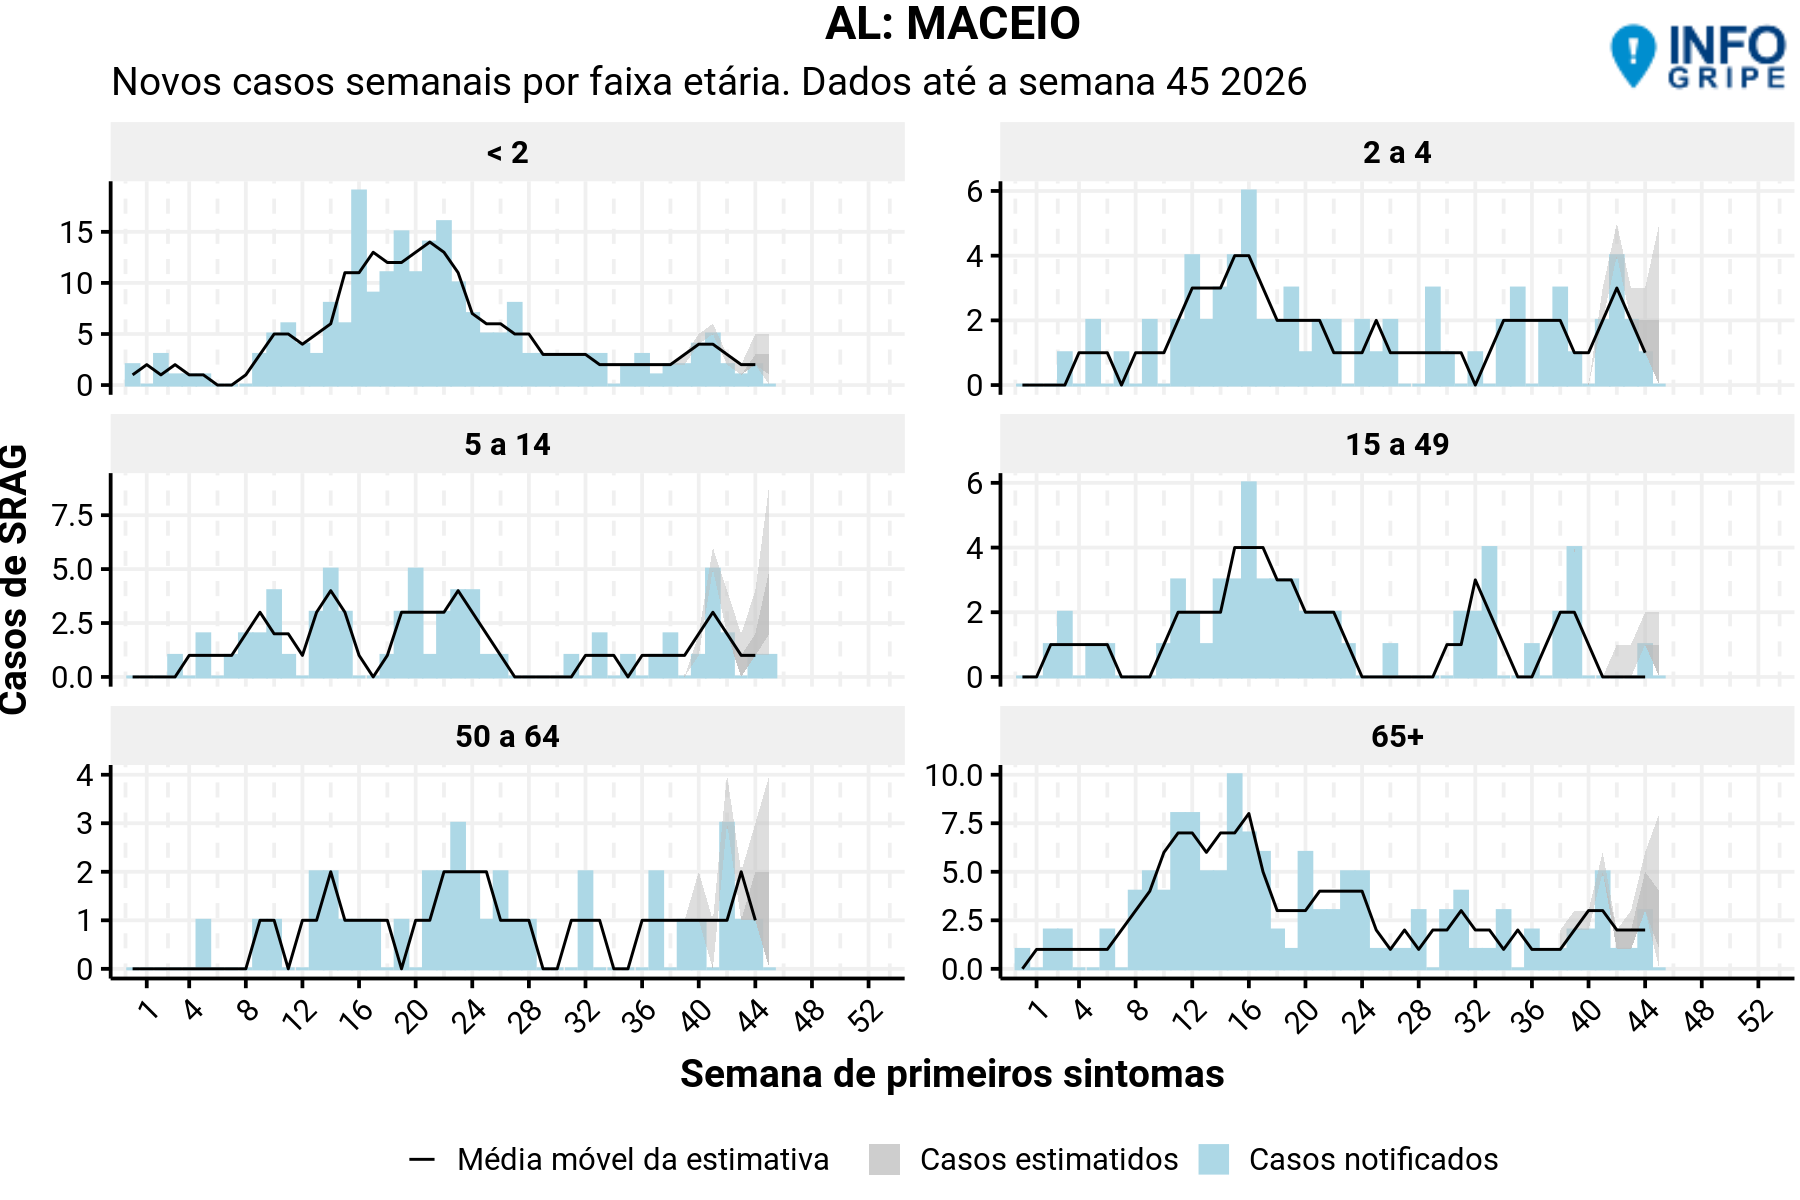 AL: MACEIO
INFO
GRIPE
Novos casos semanais por faixa etária. Dados até a semana 45 2026
< 2
2 a 4
15
10
5
0
6
4
2
0
5 a 14
15 a 49
7.5
5.0
2.5
0.0
6
4
2
0
Casos de SRAG
50 a 64
65+
4
3
2
1
0
10.0
7.5
5.0
2.5
0.0
1 4 8 12 16 20 24 28 32 36 40 44 48 52
1 4 8 12 16 20 24 28 32 36 40 44 48 52
Semana de primeiros sintomas
Média móvel da estimativa
Casos estimatidos
Casos notificados